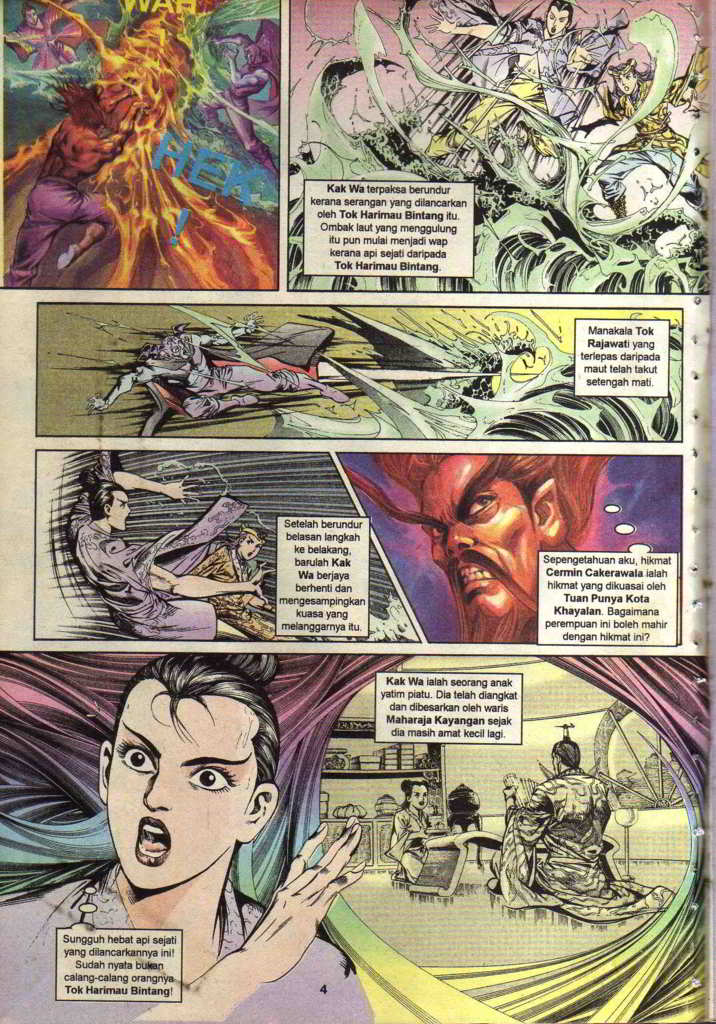 WAH
!
HEK
!
Kak Wa terpaksa berundur
kerana serangan yang dilancarkan
oleh Tok Harimau Bintang itu.
Ombak laut yang menggulung
itu pun mulai menjadi wap
kerana api sejati daripada
Tok Harimau Bintang.
Manakala Tok
Rajawati yang
terlepas daripada
maut telah takut
setengah mati.
Setelah berundur
belasan langkah
ke belakang,
barulah Kak
Wa berjaya
berhenti dan
mengesampingkan
kuasa yang
melanggarnya itu.
Sepengetahuan aku, hikmat
Cermin Cakerawala ialah
hikmat yang dikuasai oleh
Tuan Punya Kota
Khayalan. Bagaimana
perempuan ini boleh mahir
dengan hikmat ini?
Kak Wa ialah seorang anak
yatim piatu. Dia telah diangkat
dan dibesarkan oleh waris
Maharaja Kayangan sejak
dia masih amat kecil lagi.
Sungguh hebat api sejati
yang dilancarkannya ini!
Sudah nyata bukan
calang-calang orangnya
Tok Harimau Bintang!
4